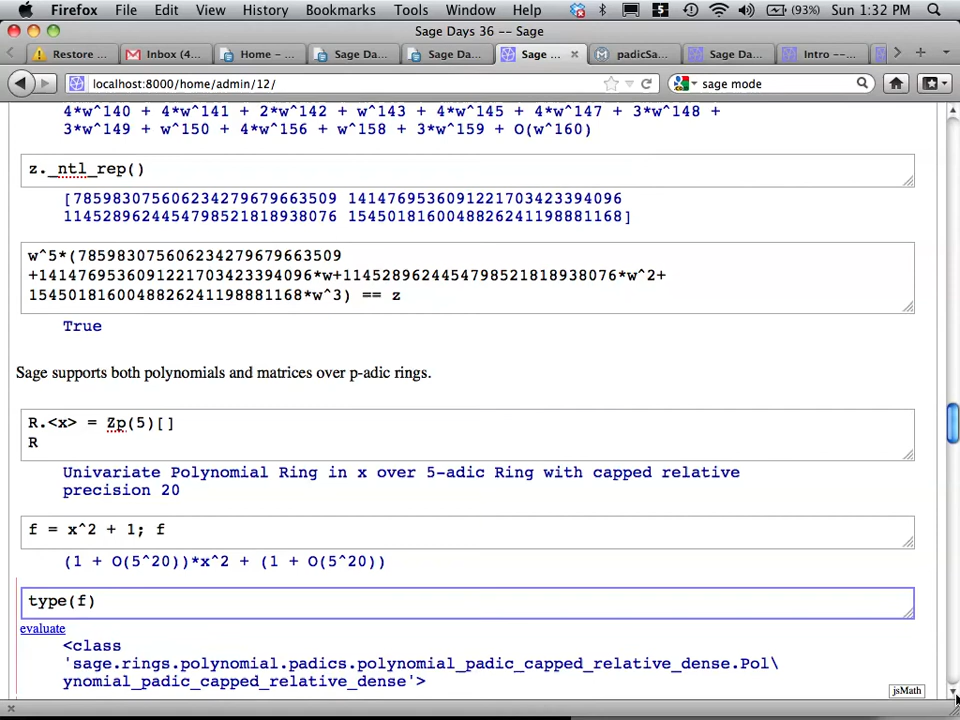 Firefox File Edit View History Bookmarks Tools Window Help (93%) Sun 1:32 PM
Sage Days 36 -- Sage
Restore ... Inbox (4... Home – ... Sage Da... Sage Da... Sage ... padicSa... Sage Da... Intro --...
localhost:8000/home/admin/12/ sage mode
4*w^140 + 4*w^141 + 2*w^142 + w^143 + 4*w^145 + 4*w^147 + 3*w^148 +
3*w^149 + w^150 + 4*w^156 + w^158 + 3*w^159 + O(w^160)
z._ntl_rep()
[7859830756062342796796635​09 1414769536091221703423394096
1145289624454798521818938076 1545018160048826241198881168]
w^5*(785983075606234279679663509
+1414769536091221703423394096*w+1145289624454798521818938076*w^2+
1545018160048826241198881168*w^3) == z
True
Sage supports both polynomials and matrices over p-adic rings.
R.<x> = Zp(5)[]
R
Univariate Polynomial Ring in x over 5-adic Ring with capped relative
precision 20
f = x^2 + 1; f
(1 + O(5^20))*x^2 + (1 + O(5^20))
type(f)
evaluate
<class
'sage.rings.polynomial.padics.polynomial_padic_capped_relative_dense.Pol\
ynomial_padic_capped_relative_dense'>
jsMath